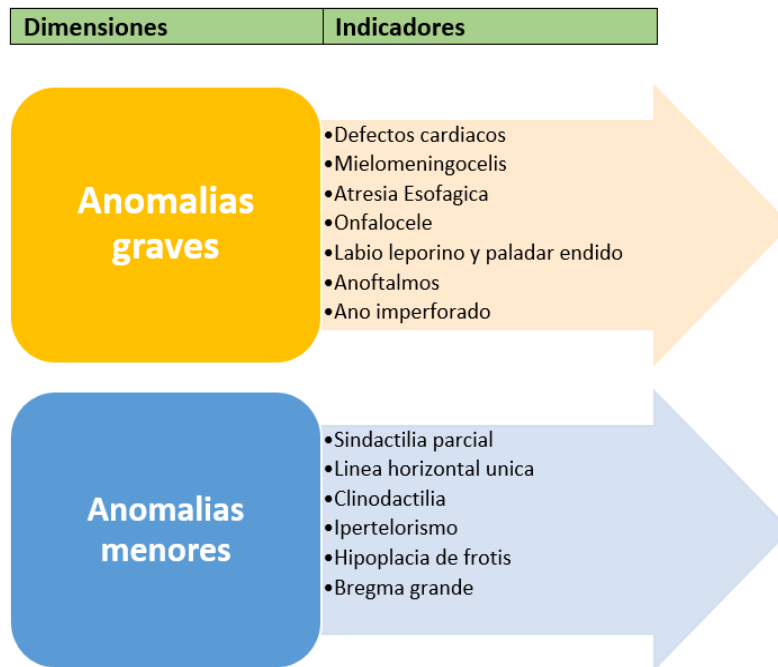 Dimensiones Indicadores
Anomalias
graves
•Defectos cardiacos
•Mielomeningocelis
•Atresia Esofagica
•Onfalocele
•Labio leporino y paladar endido
•Anoftalmos
•Ano imperforado
Anomalias
menores
•Sindactilia parcial
•Linea horizontal unica
•Clinodactilia
•Ipertelorismo
•Hipoplacia de frotis
•Bregma grande